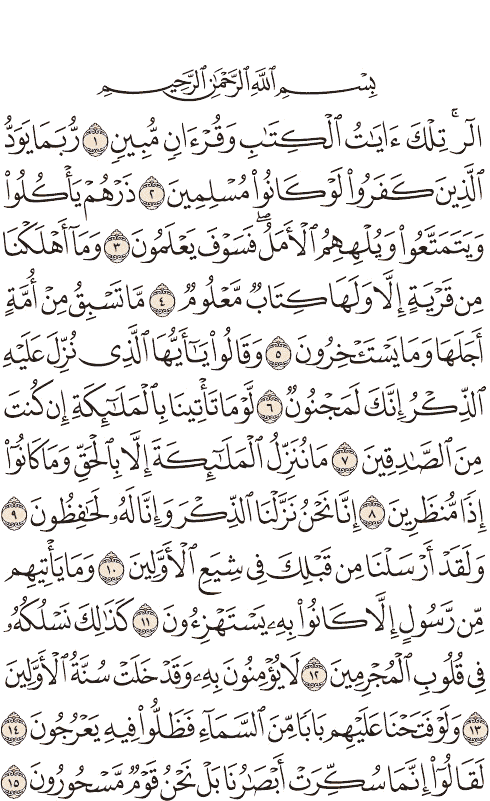 بِسْمِ ٱللَّهِ ٱلرَّحْمَٰنِ ٱلرَّحِيمِ
الٓرۚ تِلْكَ ءَايَٰتُ ٱلْكِتَٰبِ وَقُرْءَانٖ مُّبِينٖ ١ رُّبَمَا يَوَدُّ
ٱلَّذِينَ كَفَرُواْ لَوْ كَانُواْ مُسْلِمِينَ ٢ ذَرْهُمْ يَأْكُلُواْ
وَيَتَمَتَّعُواْ وَيُلْهِهِمُ ٱلْأَمَلُۖ فَسَوْفَ يَعْلَمُونَ ٣ وَمَآ أَهْلَكْنَا
مِن قَرْيَةٍ إِلَّا وَلَهَا كِتَابٞ مَّعْلُومٞ ٤ مَّا تَسْبِقُ مِنْ أُمَّةٍ
أَجَلَهَا وَمَا يَسْتَـْٔخِرُونَ ٥ وَقَالُواْ يَٰٓأَيُّهَا ٱلَّذِي نُزِّلَ عَلَيْهِ
ٱلذِّكْرُ إِنَّكَ لَمَجْنُونٞ ٦ لَّوْمَا تَأْتِينَا بِٱلْمَلَٰٓئِكَةِ إِن كُنتَ
مِنَ ٱلصَّٰدِقِينَ ٧ مَا نُنَزِّلُ ٱلْمَلَٰٓئِكَةَ إِلَّا بِٱلْحَقِّ وَمَا كَانُوٓاْ
إِذٗا مُّنظَرِينَ ٨ إِنَّا نَحْنُ نَزَّلْنَا ٱلذِّكْرَ وَإِنَّا لَهُۥ لَحَٰفِظُونَ ٩
وَلَقَدْ أَرْسَلْنَا مِن قَبْلِكَ فِي شِيَعِ ٱلْأَوَّلِينَ ١٠ وَمَا يَأْتِيهِم
مِّن رَّسُولٍ إِلَّا كَانُواْ بِهِۦ يَسْتَهْزِءُونَ ١١ كَذَٰلِكَ نَسْلُكُهُۥ
فِي قُلُوبِ ٱلْمُجْرِمِينَ ١٢ لَا يُؤْمِنُونَ بِهِۦ وَقَدْ خَلَتْ سُنَّةُ ٱلْأَوَّلِينَ
١٣ وَلَوْ فَتَحْنَا عَلَيْهِم بَابٗا مِّنَ ٱلسَّمَآءِ فَظَلُّواْ فِيهِ يَعْرُجُونَ ١٤
لَقَالُوٓاْ إِنَّمَا سُكِّرَتْ أَبْصَٰرُنَا بَلْ نَحْنُ قَوْمٞ مَّسْحُورُونَ ١٥